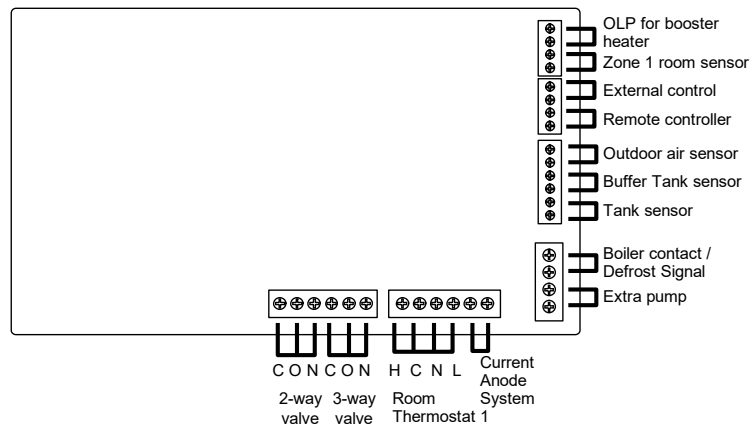 OLP for booster
heater
Zone 1 room sensor
External control
Remote controller
Outdoor air sensor
Buffer Tank sensor
Tank sensor
Boiler contact /
Defrost Signal
Extra pump
C O N C O N H C N L
2-way valve
3-way valve
Room
Thermostat 1
Current
Anode
System